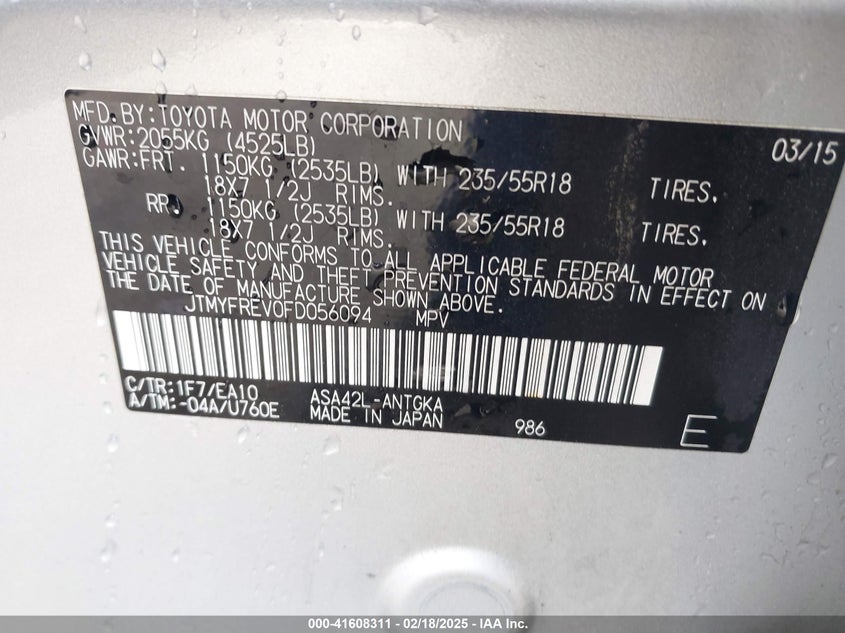 MFD. BY: TOYOTA MOTOR CORPORATION 03/15
GVWR: 2055KG (4525LB)
GAWR: FRT. 1150KG (2535LB) WITH 235/55R18 TIRES.
18X7 1/2J RIMS.
RR. 1150KG (2535LB) WITH 235/55R18 TIRES.
18X7 1/2J RIMS.
THIS VEHICLE CONFORMS TO ALL APPLICABLE FEDERAL MOTOR
VEHICLE SAFETY AND THEFT PREVENTION STANDARDS IN EFFECT ON
THE DATE OF MANUFACTURE SHOWN ABOVE.
JTMYFREV0FD056094 MPV
C/TR: 1F7/EA10 ASA42L-ANTGKA
A/TM: -04A/U760E MADE IN JAPAN 986 E
000-41608311 - 02/18/2025 - IAA Inc.